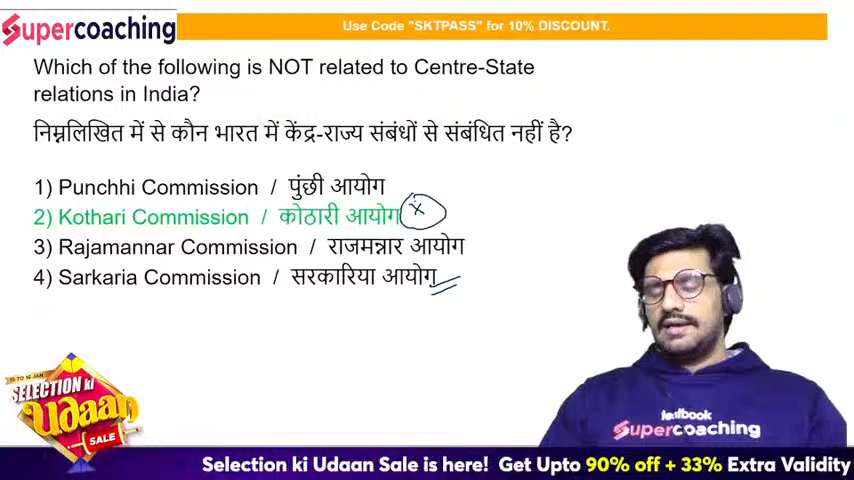 Supercoaching
Use Code "SKTPASS" for 10% DISCOUNT.
Which of the following is NOT related to Centre-State
relations in India?
निम्नलिखित में से कौन भारत में केंद्र-राज्य संबंधों से संबंधित नहीं है?
1) Punchhi Commission / पुंछी आयोग
2) Kothari Commission / कोठारी आयोग
3) Rajamannar Commission / राजमन्नार आयोग
4) Sarkaria Commission / सरकारिया आयोग
SELECTION ki
Udaan
SALE
testbook
Supercoaching
Selection ki Udaan Sale is here! Get Upto 90% off + 33% Extra Validity